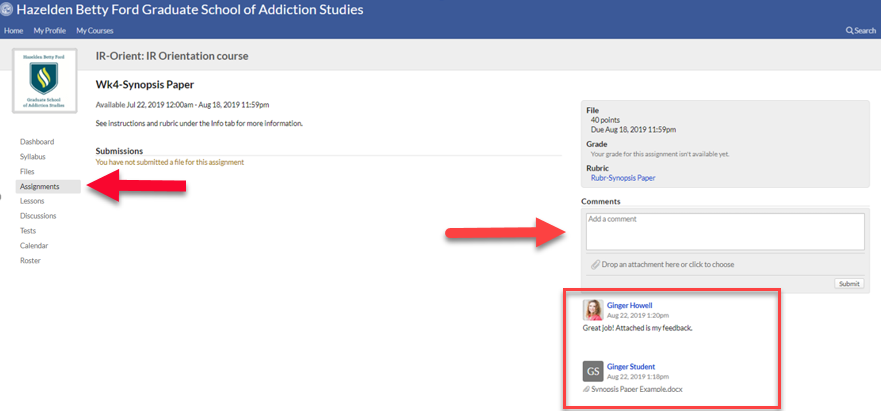 Hazelden Betty Ford Graduate School of Addiction Studies
Home My Profile My Courses Search
Hazelden Betty Ford
Graduate School
of Addiction Studies
IR-Orient: IR Orientation course
Wk4-Synopsis Paper
Available Jul 22, 2019 12:00am - Aug 18, 2019 11:59pm
See instructions and rubric under the Info tab for more information.
Submissions
You have not submitted a file for this assignment
Dashboard
Syllabus
Files
Assignments
Lessons
Discussions
Tests
Calendar
Roster
File
40 points
Due Aug 18, 2019 11:59pm
Grade
Your grade for this assignment isn't available yet.
Rubric
Rubr-Synopsis Paper
Comments
Add a comment
Drop an attachment here or click to choose
Submit
Ginger Howell
Aug 22, 2019 1:20pm
Great job! Attached is my feedback.
GS
Ginger Student
Aug 22, 2019 1:18pm
Synopsis Paper Example.docx